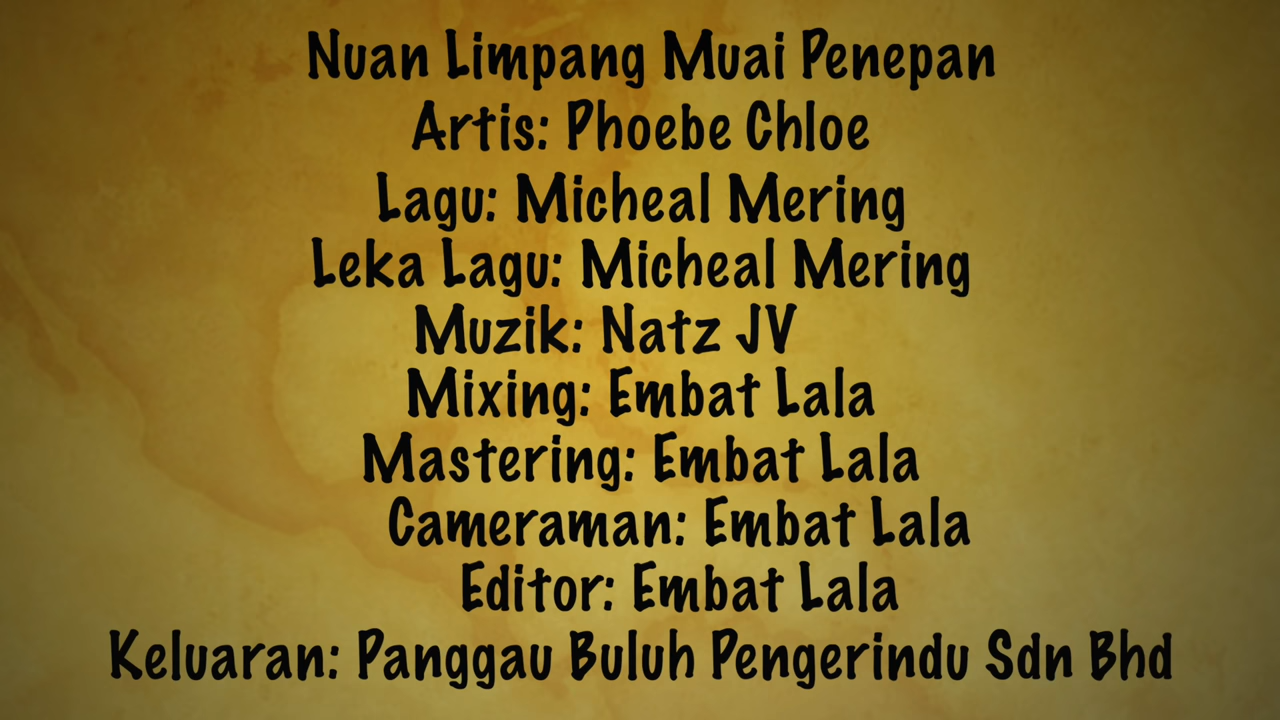 Nuan Limpang Muai Penepan
Artis: Phoebe Chloe
Lagu: Micheal Mering
Leka Lagu: Micheal Mering
Muzik: Natz JV
Mixing: Embat Lala
Mastering: Embat Lala
Cameraman: Embat Lala
Editor: Embat Lala
Keluaran: Panggau Buluh Pengerindu Sdn Bhd